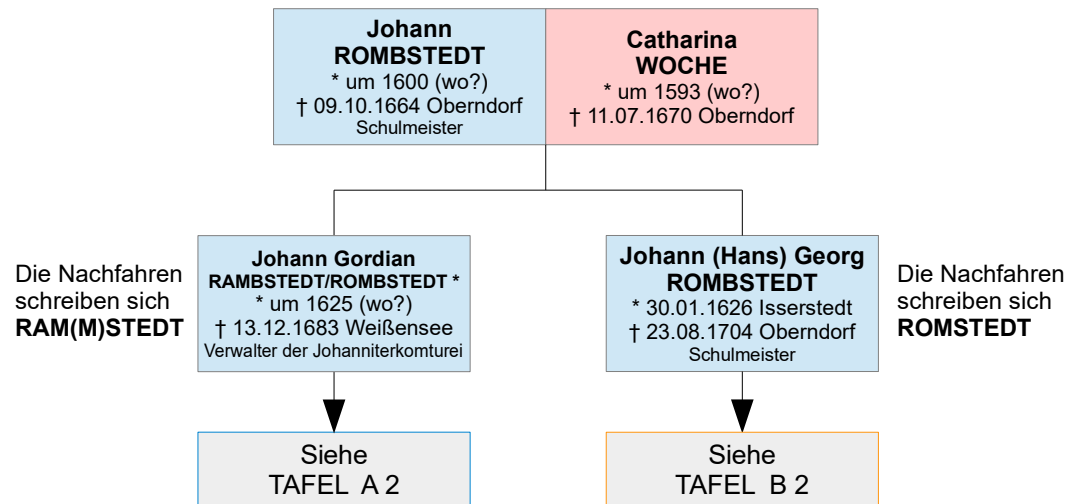 Johann
ROMBSTEDT
* um 1600 (wo?)
† 09.10.1664 Oberndorf
Schulmeister
Catharina
WOCHE
* um 1593 (wo?)
† 11.07.1670 Oberndorf
Die Nachfahren
schreiben sich
RAM(M)STEDT
Johann Gordian
RAMBSTEDT/ROMBSTEDT *
* um 1625 (wo?)
† 13.12.1683 Weißensee
Verwalter der Johanniterkomturei
Johann (Hans) Georg
ROMBSTEDT
* 30.01.1626 Isserstedt
† 23.08.1704 Oberndorf
Schulmeister
Die Nachfahren
schreiben sich
ROMSTEDT
Siehe
TAFEL A 2
Siehe
TAFEL B 2